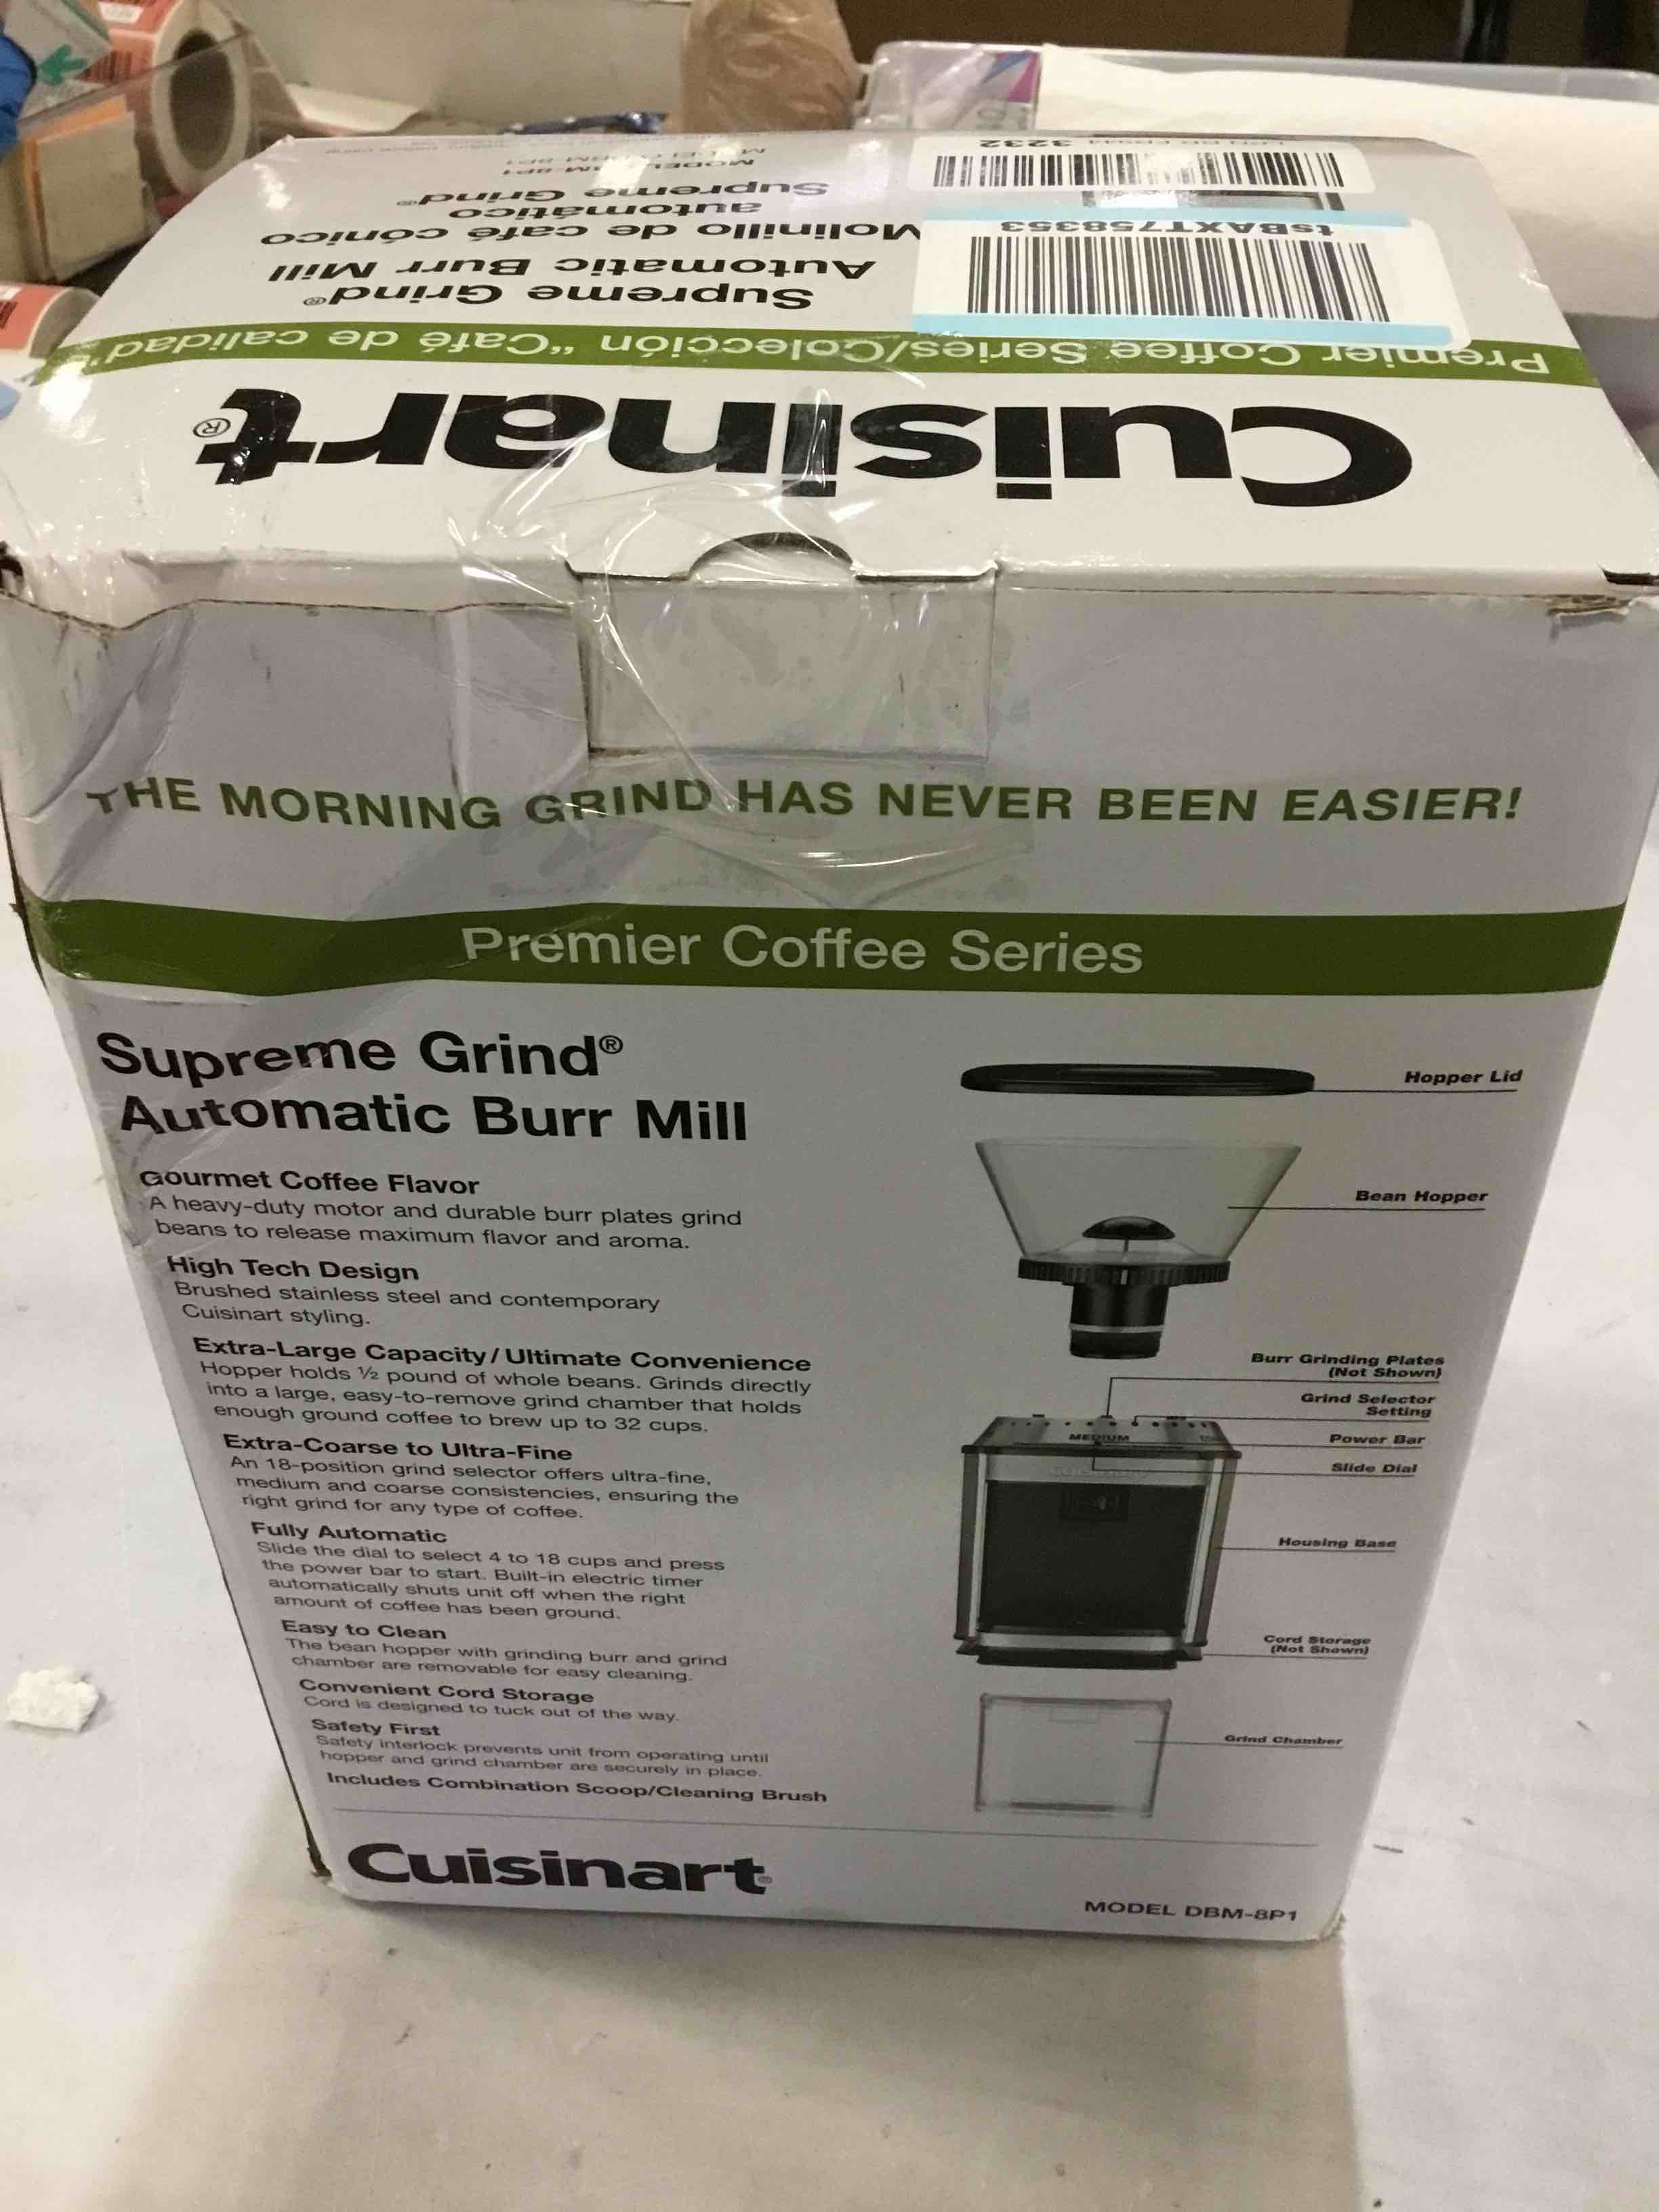 3232
tsBAXT758353
MODEL
Supreme Grind®
automático
Molinillo de café cónico
Automatic Burr Mill
Supreme Grind®
Premier Coffee Series/Colección "Café de calidad"
Cuisinart®
THE MORNING GRIND HAS NEVER BEEN EASIER!
Premier Coffee Series
Supreme Grind®
Automatic Burr Mill
Gourmet Coffee Flavor
A heavy-duty motor and durable burr plates grind
beans to release maximum flavor and aroma.
High Tech Design
Brushed stainless steel and contemporary
Cuisinart styling.
Extra-Large Capacity/Ultimate Convenience
Hopper holds ½ pound of whole beans. Grinds directly
into a large, easy-to-remove grind chamber that holds
enough ground coffee to brew up to 32 cups.
Extra-Coarse to Ultra-Fine
An 18-position grind selector offers ultra-fine,
medium and coarse consistencies, ensuring the
right grind for any type of coffee.
Fully Automatic
Slide the dial to select 4 to 18 cups and press
the power bar to start. Built-in electric timer
automatically shuts unit off when the right
amount of coffee has been ground.
Easy to Clean
The bean hopper with grinding burr and grind
chamber are removable for easy cleaning.
Convenient Cord Storage
Cord is designed to tuck out of the way.
Safety First
Safety interlock prevents unit from operating until
hopper and grind chamber are securely in place.
Includes Combination Scoop/Cleaning Brush
Hopper Lid
Bean Hopper
Burr Grinding Plates
(Not Shown)
Grind Selector
Setting
MEDIUM
Power Bar
Slide Dial
Housing Base
Cord Storage
(Not Shown)
Grind Chamber
Cuisinart®
MODEL DBM-8P1